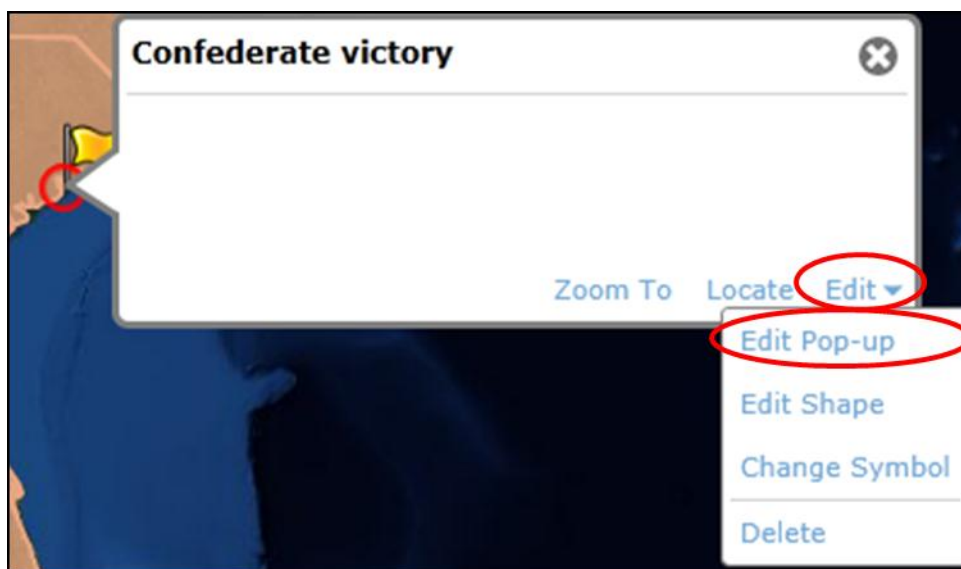 Confederate victory
Zoom To Locate Edit
Edit Pop-up
Edit Shape
Change Symbol
Delete